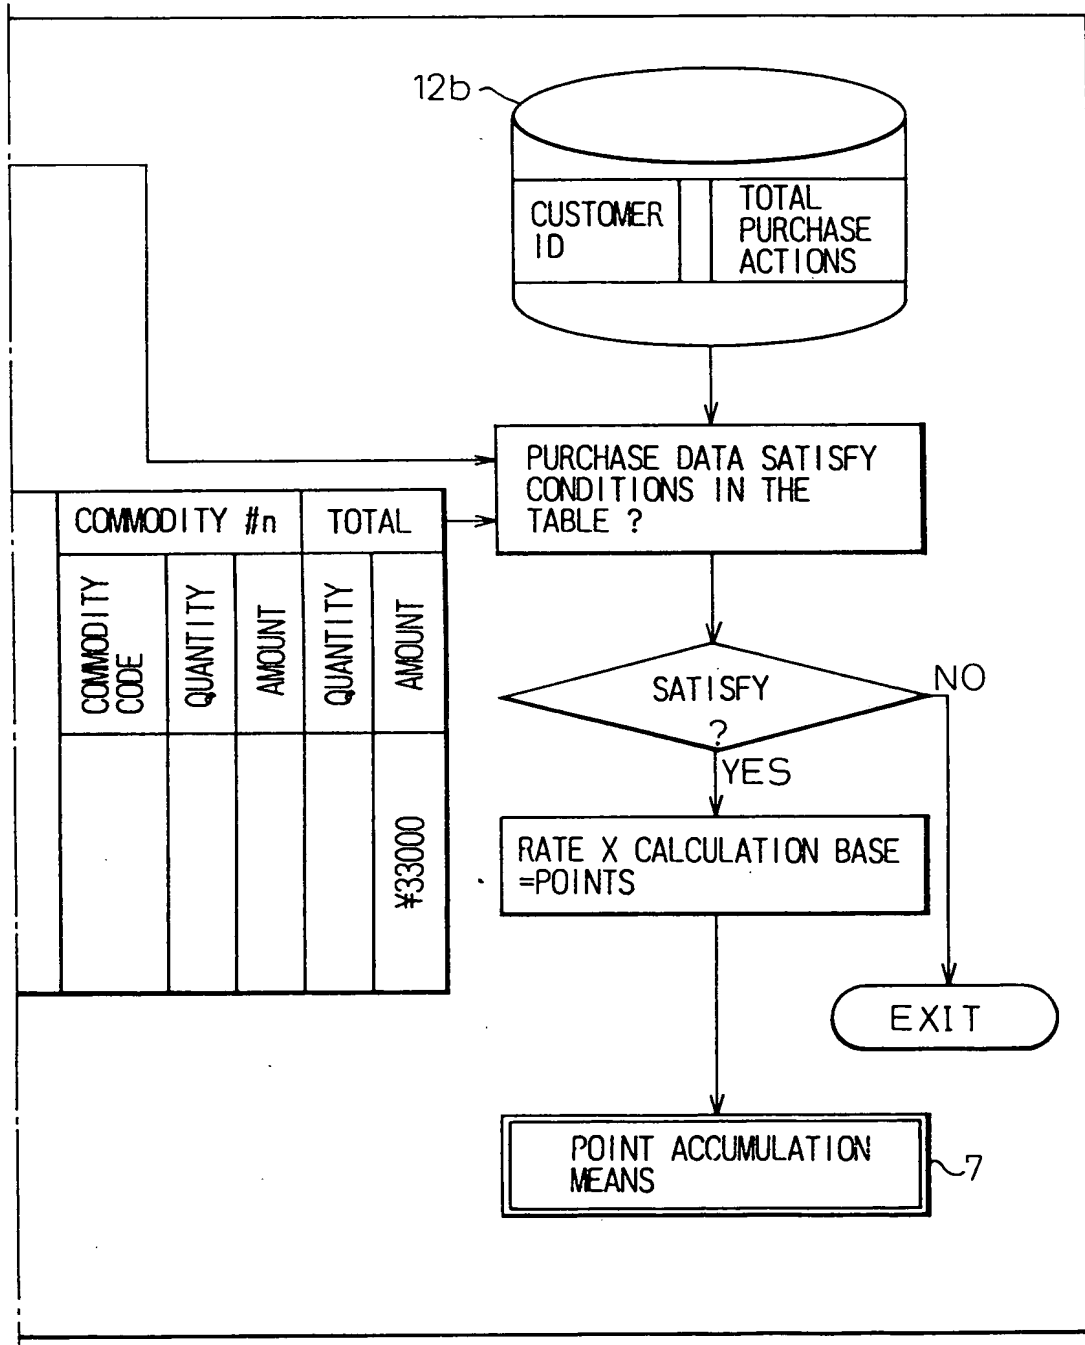 12b
CUSTOMER
ID
TOTAL
PURCHASE
ACTIONS
PURCHASE DATA SATISFY
CONDITIONS IN THE
TABLE ?
COMMODITY #n
TOTAL
COMMODITY
CODE
QUANTITY
AMOUNT
QUANTITY
AMOUNT
¥33000
SATISFY
?
NO
YES
RATE X CALCULATION BASE
=POINTS
EXIT
POINT ACCUMULATION
MEANS
7